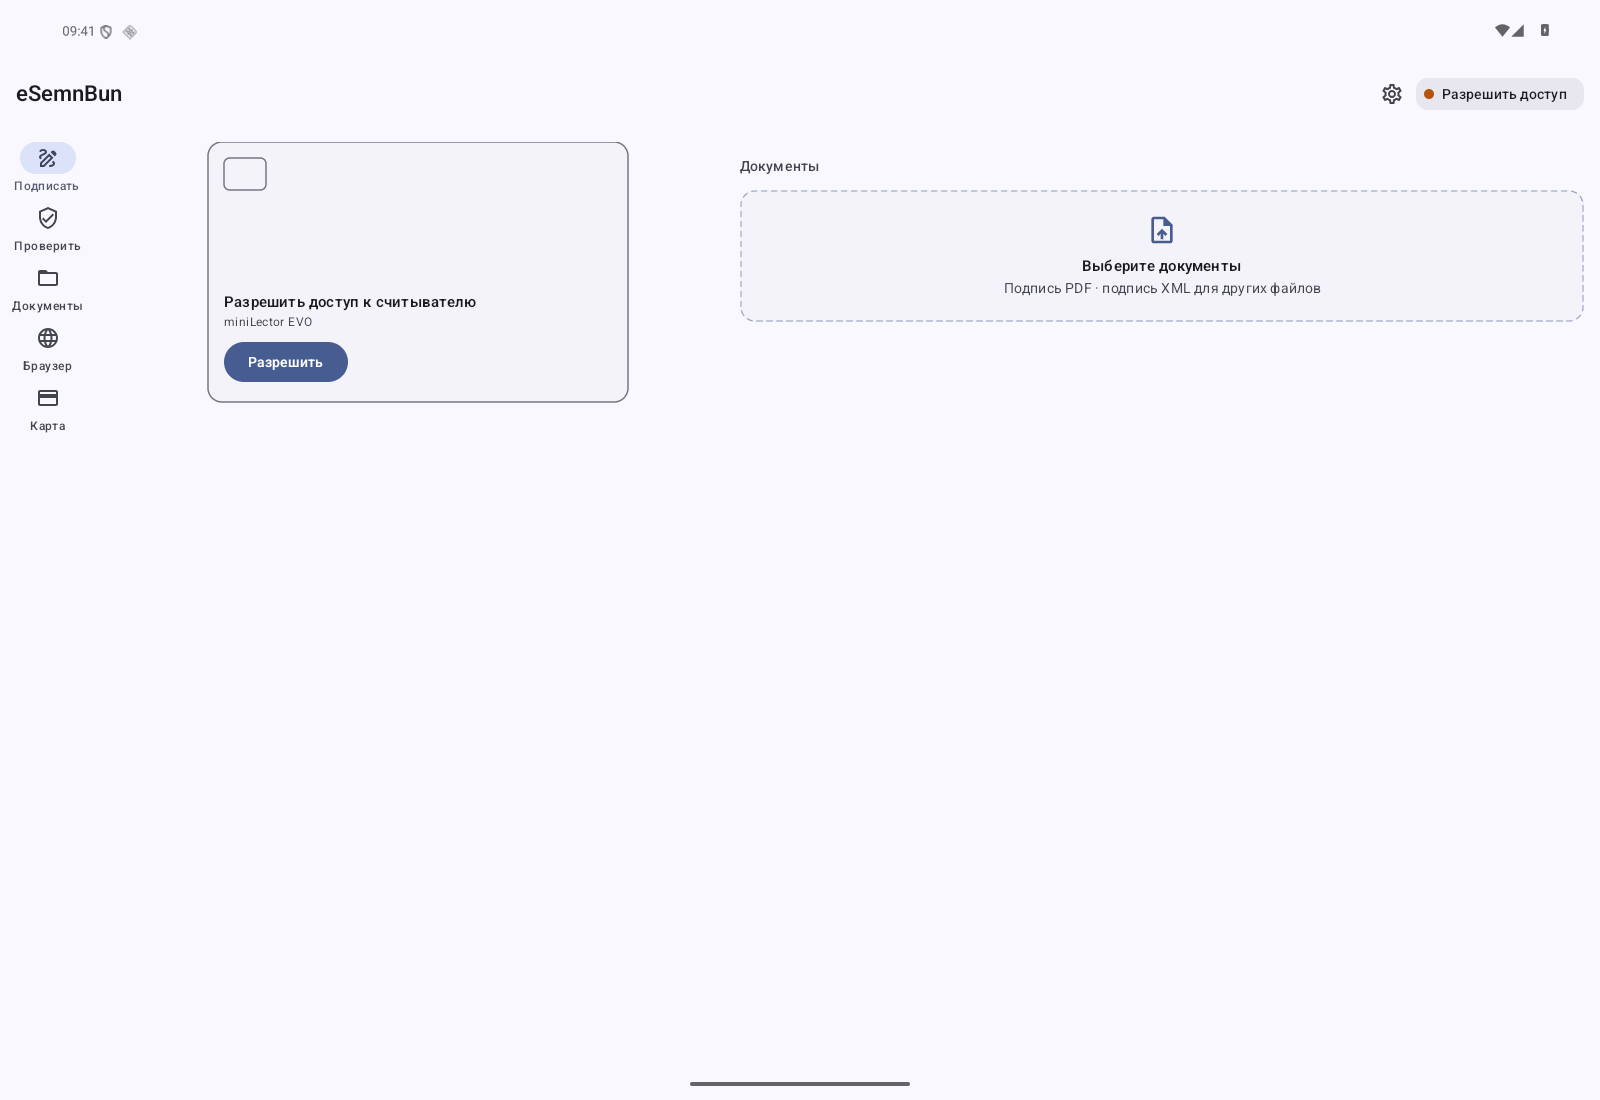 09:41
eSemnBun
Разрешить доступ
Подписать
Проверить
Документы
Браузер
Карта
Разрешить доступ к считывателю
miniLector EVO
Разрешить
Документы
Выберите документы
Подпись PDF · подпись XML для других файлов